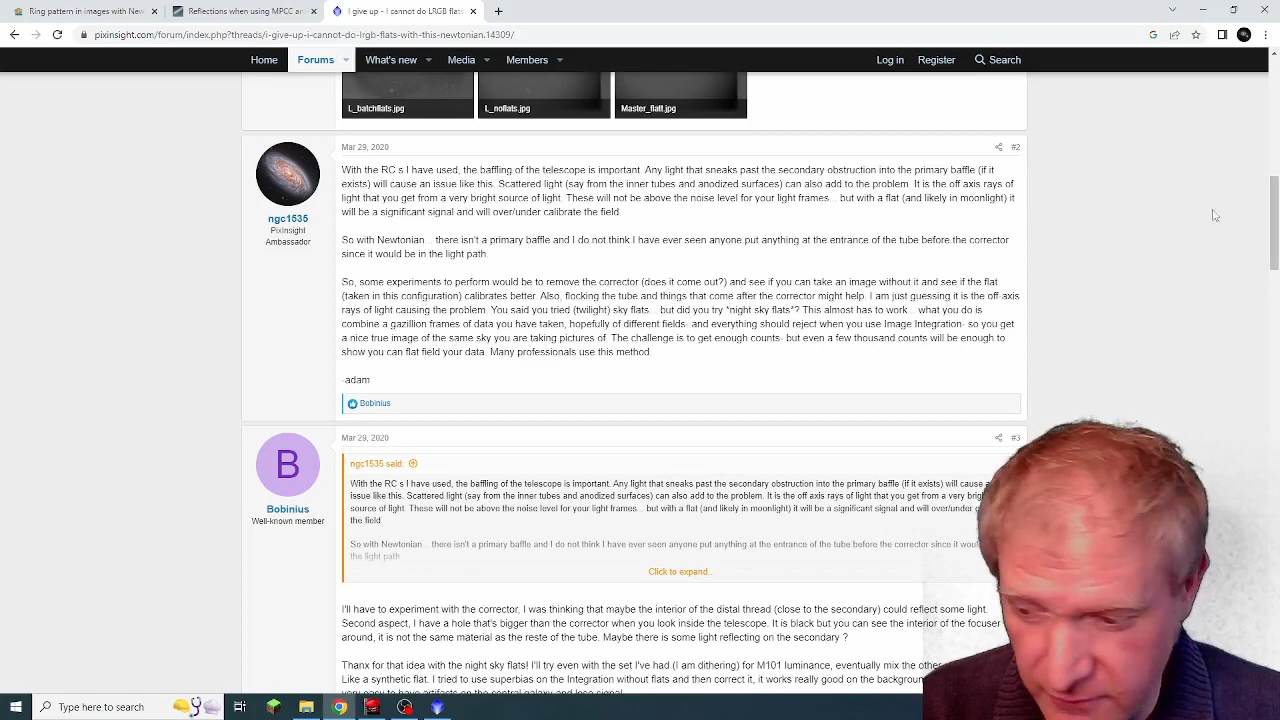 Ring pattern in images with New
Reflections when using MPCC an
I give up - I cannot do LRGB flats
pixinsight.com/forum/index.php?threads/i-give-up-i-cannot-do-lrgb-flats-with-this-newtonian.14309/
Home Forums What's new Media Members Log in Register Search
L_batchflats.jpg L_noflats.jpg Master_flatl.jpg
Mar 29, 2020 #2
ngc1535
PixInsight
Ambassador
With the RC s I have used, the baffling of the telescope is important. Any light that sneaks past the secondary obstruction into the primary baffle (if it
exists) will cause an issue like this. Scattered light (say from the inner tubes and anodized surfaces) can also add to the problem. It is the off axis rays of
light that you get from a very bright source of light. These will not be above the noise level for your light frames... but with a flat (and likely in moonlight) it
will be a significant signal and will over/under calibrate the field.
So with Newtonian... there isn't a primary baffle and I do not think I have ever seen anyone put anything at the entrance of the tube before the corrector
since it would be in the light path.
So, some experiments to perform would be to remove the corrector (does it come out?) and see if you can take an image without it and see if the flat
(taken in this configuration) calibrates better. Also, flocking the tube and things that come after the corrector might help. I am just guessing it is the off-axis
rays of light causing the problem. You said you tried (twilight) sky flats... but did you try *night sky flats*? This almost has to work... what you do is
combine a gazillion frames of data you have taken, hopefully of different fields- and everything should reject when you use Image Integration- so you get
a nice true image of the same sky you are taking pictures of. The challenge is to get enough counts- but even a few thousand counts will be enough to
show you can flat field your data. Many professionals use this method.
-adam
Bobinius
Mar 29, 2020 #3
B
Bobinius
Well-known member
ngc1535 said:
With the RC s I have used, the baffling of the telescope is important. Any light that sneaks past the secondary obstruction into the primary baffle (if it exists) will cause a
issue like this. Scattered light (say from the inner tubes and anodized surfaces) can also add to the problem. It is the off axis rays of light that you get from a very brig
source of light. These will not be above the noise level for your light frames... but with a flat (and likely in moonlight) it will be a significant signal and will over/under
the field.
So with Newtonian... there isn't a primary baffle and I do not think I have ever seen anyone put anything at the entrance of the tube before the corrector since it wou
the light path
Click to expand...
I'll have to experiment with the corrector, I was thinking that maybe the interior of the distal thread (close to the secondary) could reflect some light.
Second aspect, I have a hole that's bigger than the corrector when you look inside the telescope. It is black but you can see the interior of the focuser
around, it is not the same material as the reste of the tube. Maybe there is some light reflecting on the secondary ?
Thanx for that idea with the night sky flats! I'll try even with the set I've had (I am dithering) for M101 luminance, eventually mix the other
Like a synthetic flat. I tried to use superbias on the Integration without flats and then correct it, it works really good on the background
very easy to have artifacts on the central galaxy and lose signal
Type here to search